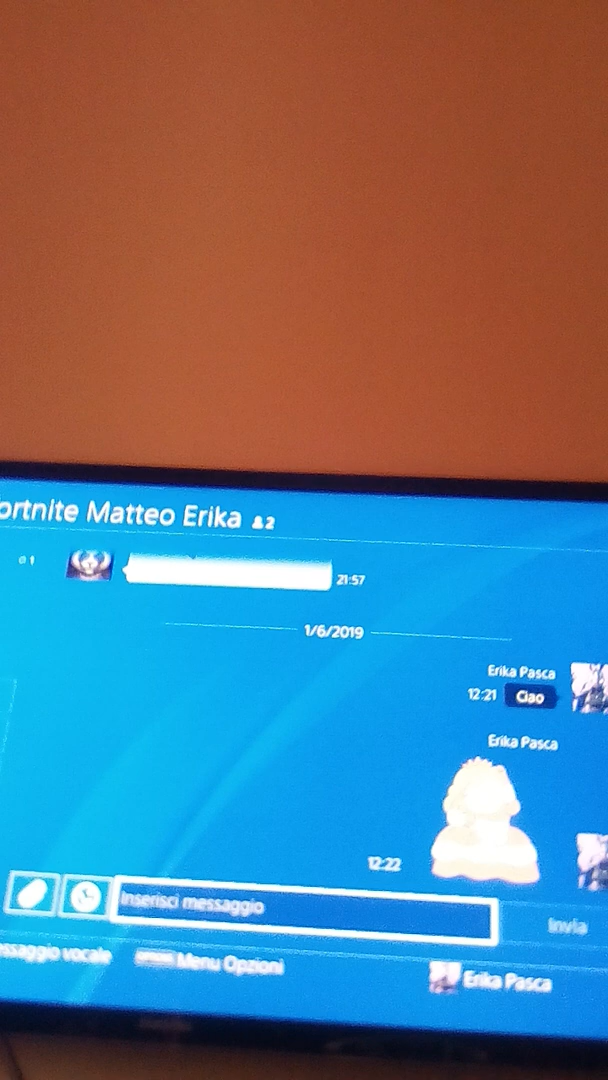 ortnite Matteo Erika 2
21:57
1/6/2019
Erika Pasca
12:21 Ciao
Erika Pasca
12:22
Inserisci messaggio
Invia
essaggio vocale Menu Opzioni Erika Pasca